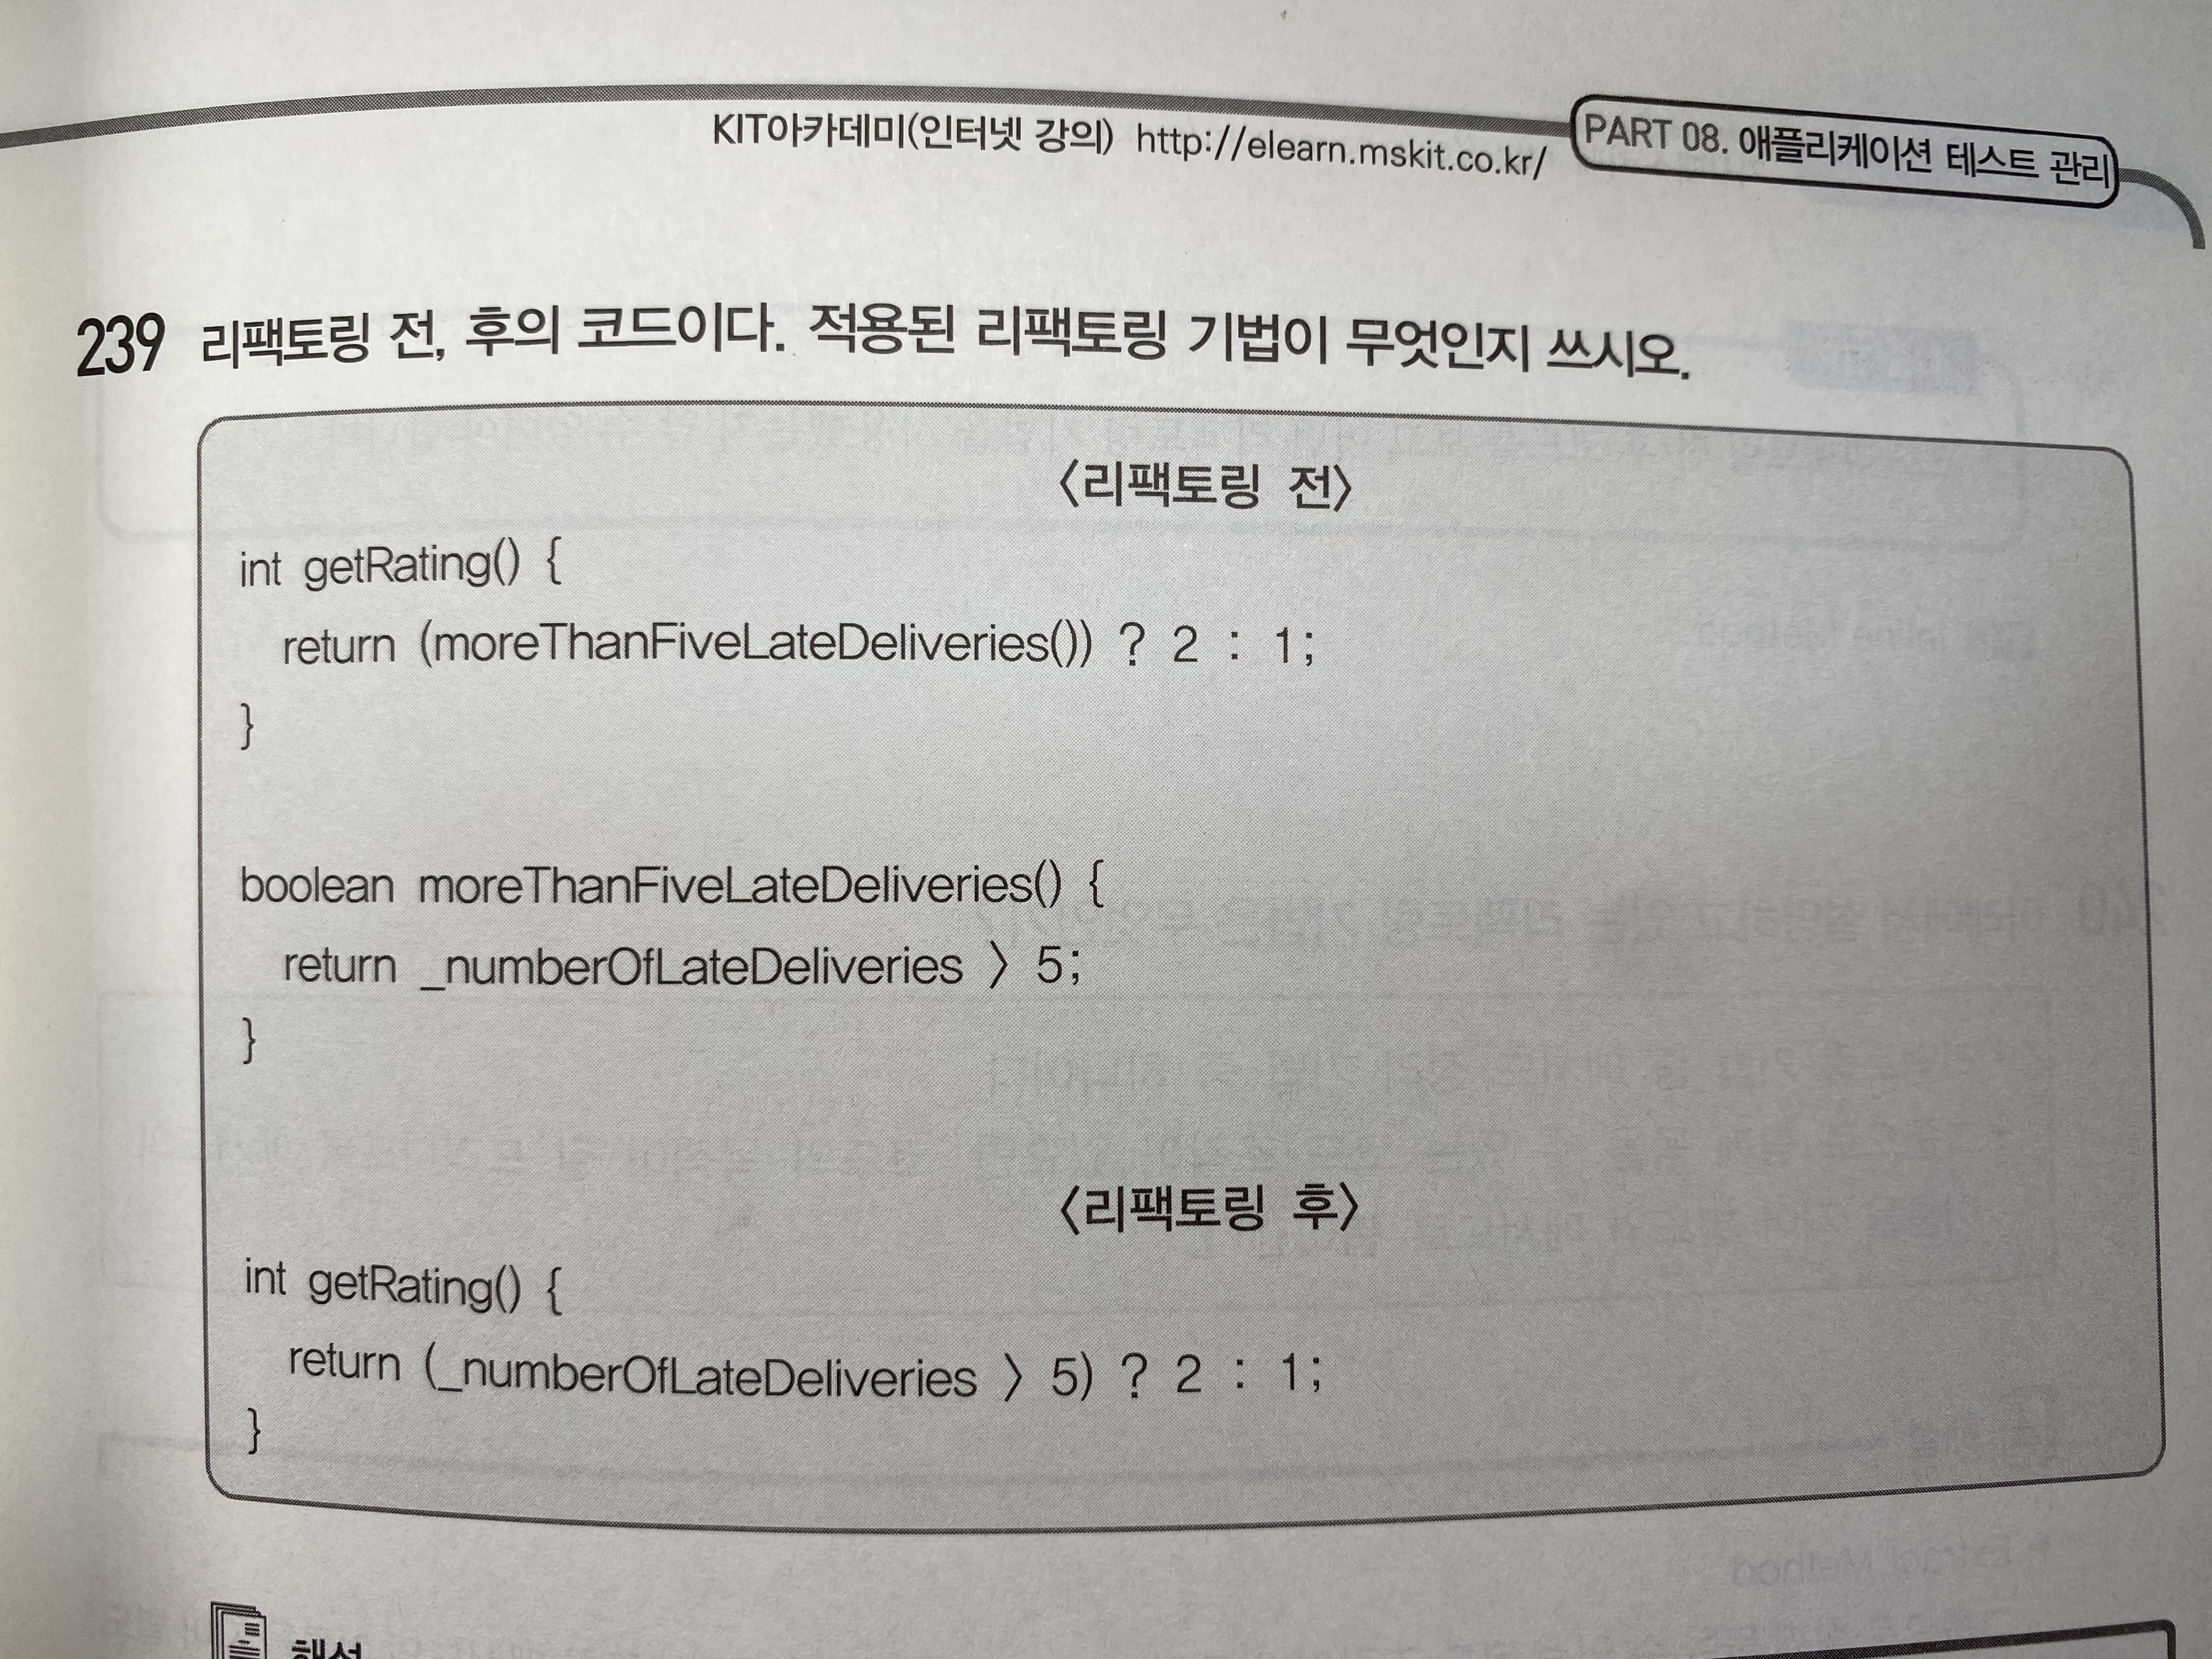 KIT아카데미(인터넷 강의) http://elearn.mskit.co.kr/
PART 08. 애플리케이션 테스트 관리
239 리팩토링 전, 후의 코드이다. 적용된 리팩토링 기법이 무엇인지 쓰시오.
〈리팩토링 전〉
int getRating() {
return (moreThanFiveLateDeliveries()) ? 2 : 1;
}
boolean moreThanFiveLateDeliveries() {
return _numberOfLateDeliveries 〉 5;
}
〈리팩토링 후〉
int getRating() {
return (_numberOfLateDeliveries 〉 5) ? 2 : 1;
}
해설